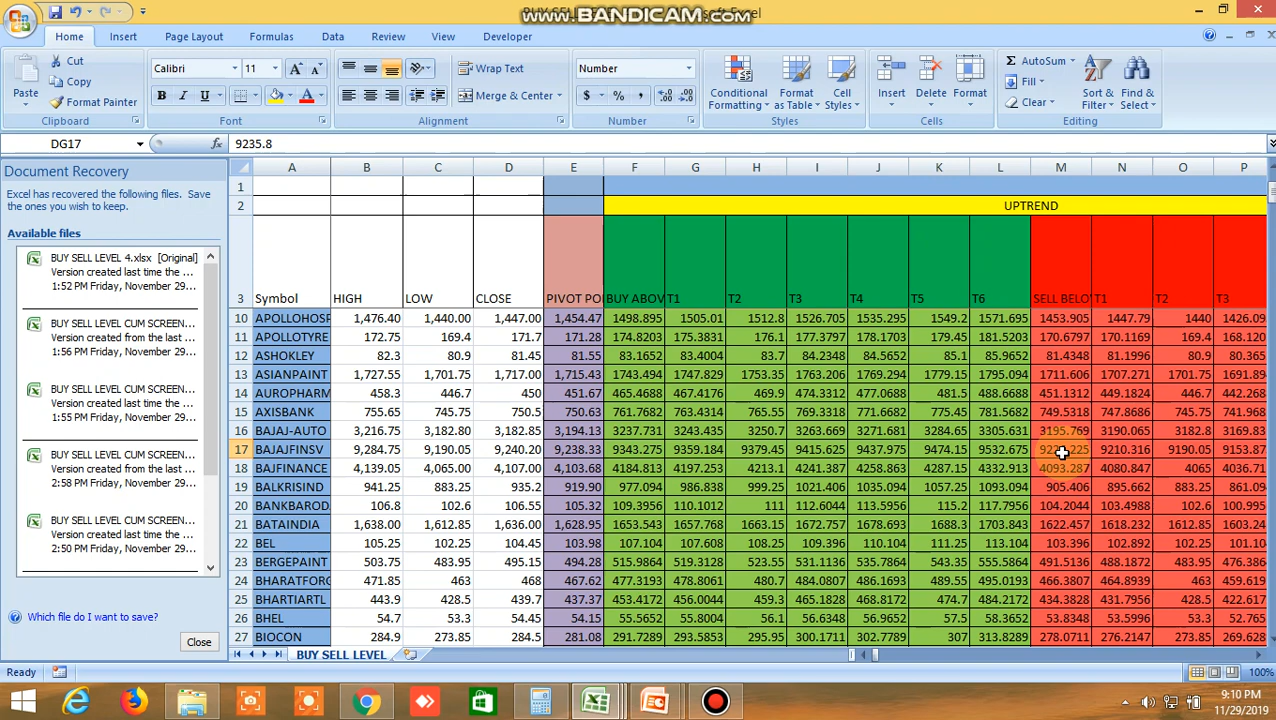 www.BANDICAM.com
Home Insert Page Layout Formulas Data Review View Developer
Paste Cut Copy Format Painter Clipboard
Calibri 11 Font
Wrap Text Merge & Center Alignment
Number Number
Conditional Formatting Format as Table Cell Styles Styles
Insert Delete Format Cells
AutoSum Fill Clear Sort & Filter Find & Select Editing
DG17 fx 9235.8
Document Recovery
Excel has recovered the following files. Save
the ones you wish to keep.
Available files
BUY SELL LEVEL 4.xlsx [Original]
Version created last time the ...
1:52 PM Friday, November 29...
BUY SELL LEVEL CUM SCREEN...
Version created from the last ...
1:56 PM Friday, November 29...
BUY SELL LEVEL CUM SCREEN...
Version created from the last ...
1:55 PM Friday, November 29...
BUY SELL LEVEL CUM SCREEN...
Version created last time the ...
2:58 PM Friday, November 29...
BUY SELL LEVEL CUM SCREEN...
Version created from the last ...
2:50 PM Friday, November 29...
Which file do I want to save?
Close
A B C D E F G H I J K L M N O P
1
2 UPTREND
3 Symbol HIGH LOW CLOSE PIVOT PO BUY ABOV T1 T2 T3 T4 T5 T6 SELL BELO T1 T2 T3
10 APOLLOHOSP 1,476.40 1,440.00 1,447.00 1,454.47 1498.895 1505.01 1512.8 1526.705 1535.295 1549.2 1571.695 1453.905 1447.79 1440 1426.09
11 APOLLOTYRE 172.75 169.4 171.7 171.28 174.8203 175.3831 176.1 177.3797 178.1703 179.45 181.5203 170.6797 170.1169 169.4 168.120
12 ASHOKLEY 82.3 80.9 81.45 81.55 83.1652 83.4004 83.7 84.2348 84.5652 85.1 85.9652 81.4348 81.1996 80.9 80.365
13 ASIANPAINT 1,727.55 1,701.75 1,717.00 1,715.43 1743.494 1747.829 1753.35 1763.206 1769.294 1779.15 1795.094 1711.606 1707.271 1701.75 1691.89
14 AUROPHARM 458.3 446.7 450 451.67 465.4688 467.4176 469.9 474.3312 477.0688 481.5 488.6688 451.1312 449.1824 446.7 442.268
15 AXISBANK 755.65 745.75 750.5 750.63 761.7682 763.4314 765.55 769.3318 771.6682 775.45 781.5682 749.5318 747.8686 745.75 741.968
16 BAJAJ-AUTO 3,216.75 3,182.80 3,182.85 3,194.13 3237.731 3243.435 3250.7 3263.669 3271.681 3284.65 3305.631 3195.769 3190.065 3182.8 3169.83
17 BAJAJFINSV 9,284.75 9,190.05 9,240.20 9,238.33 9343.275 9359.184 9379.45 9415.625 9437.975 9474.15 9532.675 9210.316 9190.05 9153.87
18 BAJFINANCE 4,139.05 4,065.00 4,107.00 4,103.68 4184.813 4197.253 4213.1 4241.387 4258.863 4287.15 4332.913 4093.287 4080.847 4065 4036.71
19 BALKRISIND 941.25 883.25 935.2 919.90 977.094 986.838 999.25 1021.406 1035.094 1057.25 1093.094 905.406 895.662 883.25 861.09
20 BANKBAROD 106.8 102.6 106.55 105.32 109.3956 110.1012 111 112.6044 113.5956 115.2 117.7956 104.2044 103.4988 102.6 100.995
21 BATAINDIA 1,638.00 1,612.85 1,636.00 1,628.95 1653.545 1657.768 1663.15 1672.757 1678.693 1688.3 1703.843 1622.457 1618.232 1612.85 1603.24
22 BEL 105.25 102.25 104.45 103.98 107.104 107.608 108.25 109.396 110.104 111.25 113.104 103.396 102.892 102.25 101.10
23 BERGEPAINT 503.75 483.95 495.15 494.28 515.9864 519.3128 523.55 531.1136 535.7864 543.35 555.5864 491.5136 488.1872 483.95 476.386
24 BHARATFORG 471.85 463 468 467.62 477.3193 478.8061 480.7 484.0807 486.1693 489.55 495.0193 466.3807 464.8939 463 459.619
25 BHARTIARTL 443.9 428.5 439.7 437.37 453.4172 456.0044 459.3 465.1828 468.8172 474.7 484.2172 434.3828 431.7956 428.5 422.617
26 BHEL 54.7 53.3 54.45 54.15 55.5652 55.8004 56.1 56.6348 56.9652 57.5 58.3652 53.8348 53.5996 53.3 52.765
27 BIOCON 284.9 273.85 284.5 281.08 291.7289 293.5853 295.95 300.1711 302.7789 307 313.8289 278.0711 276.2147 273.85 269.628
BUY SELL LEVEL
Ready 100%
9:10 PM
11/29/2019